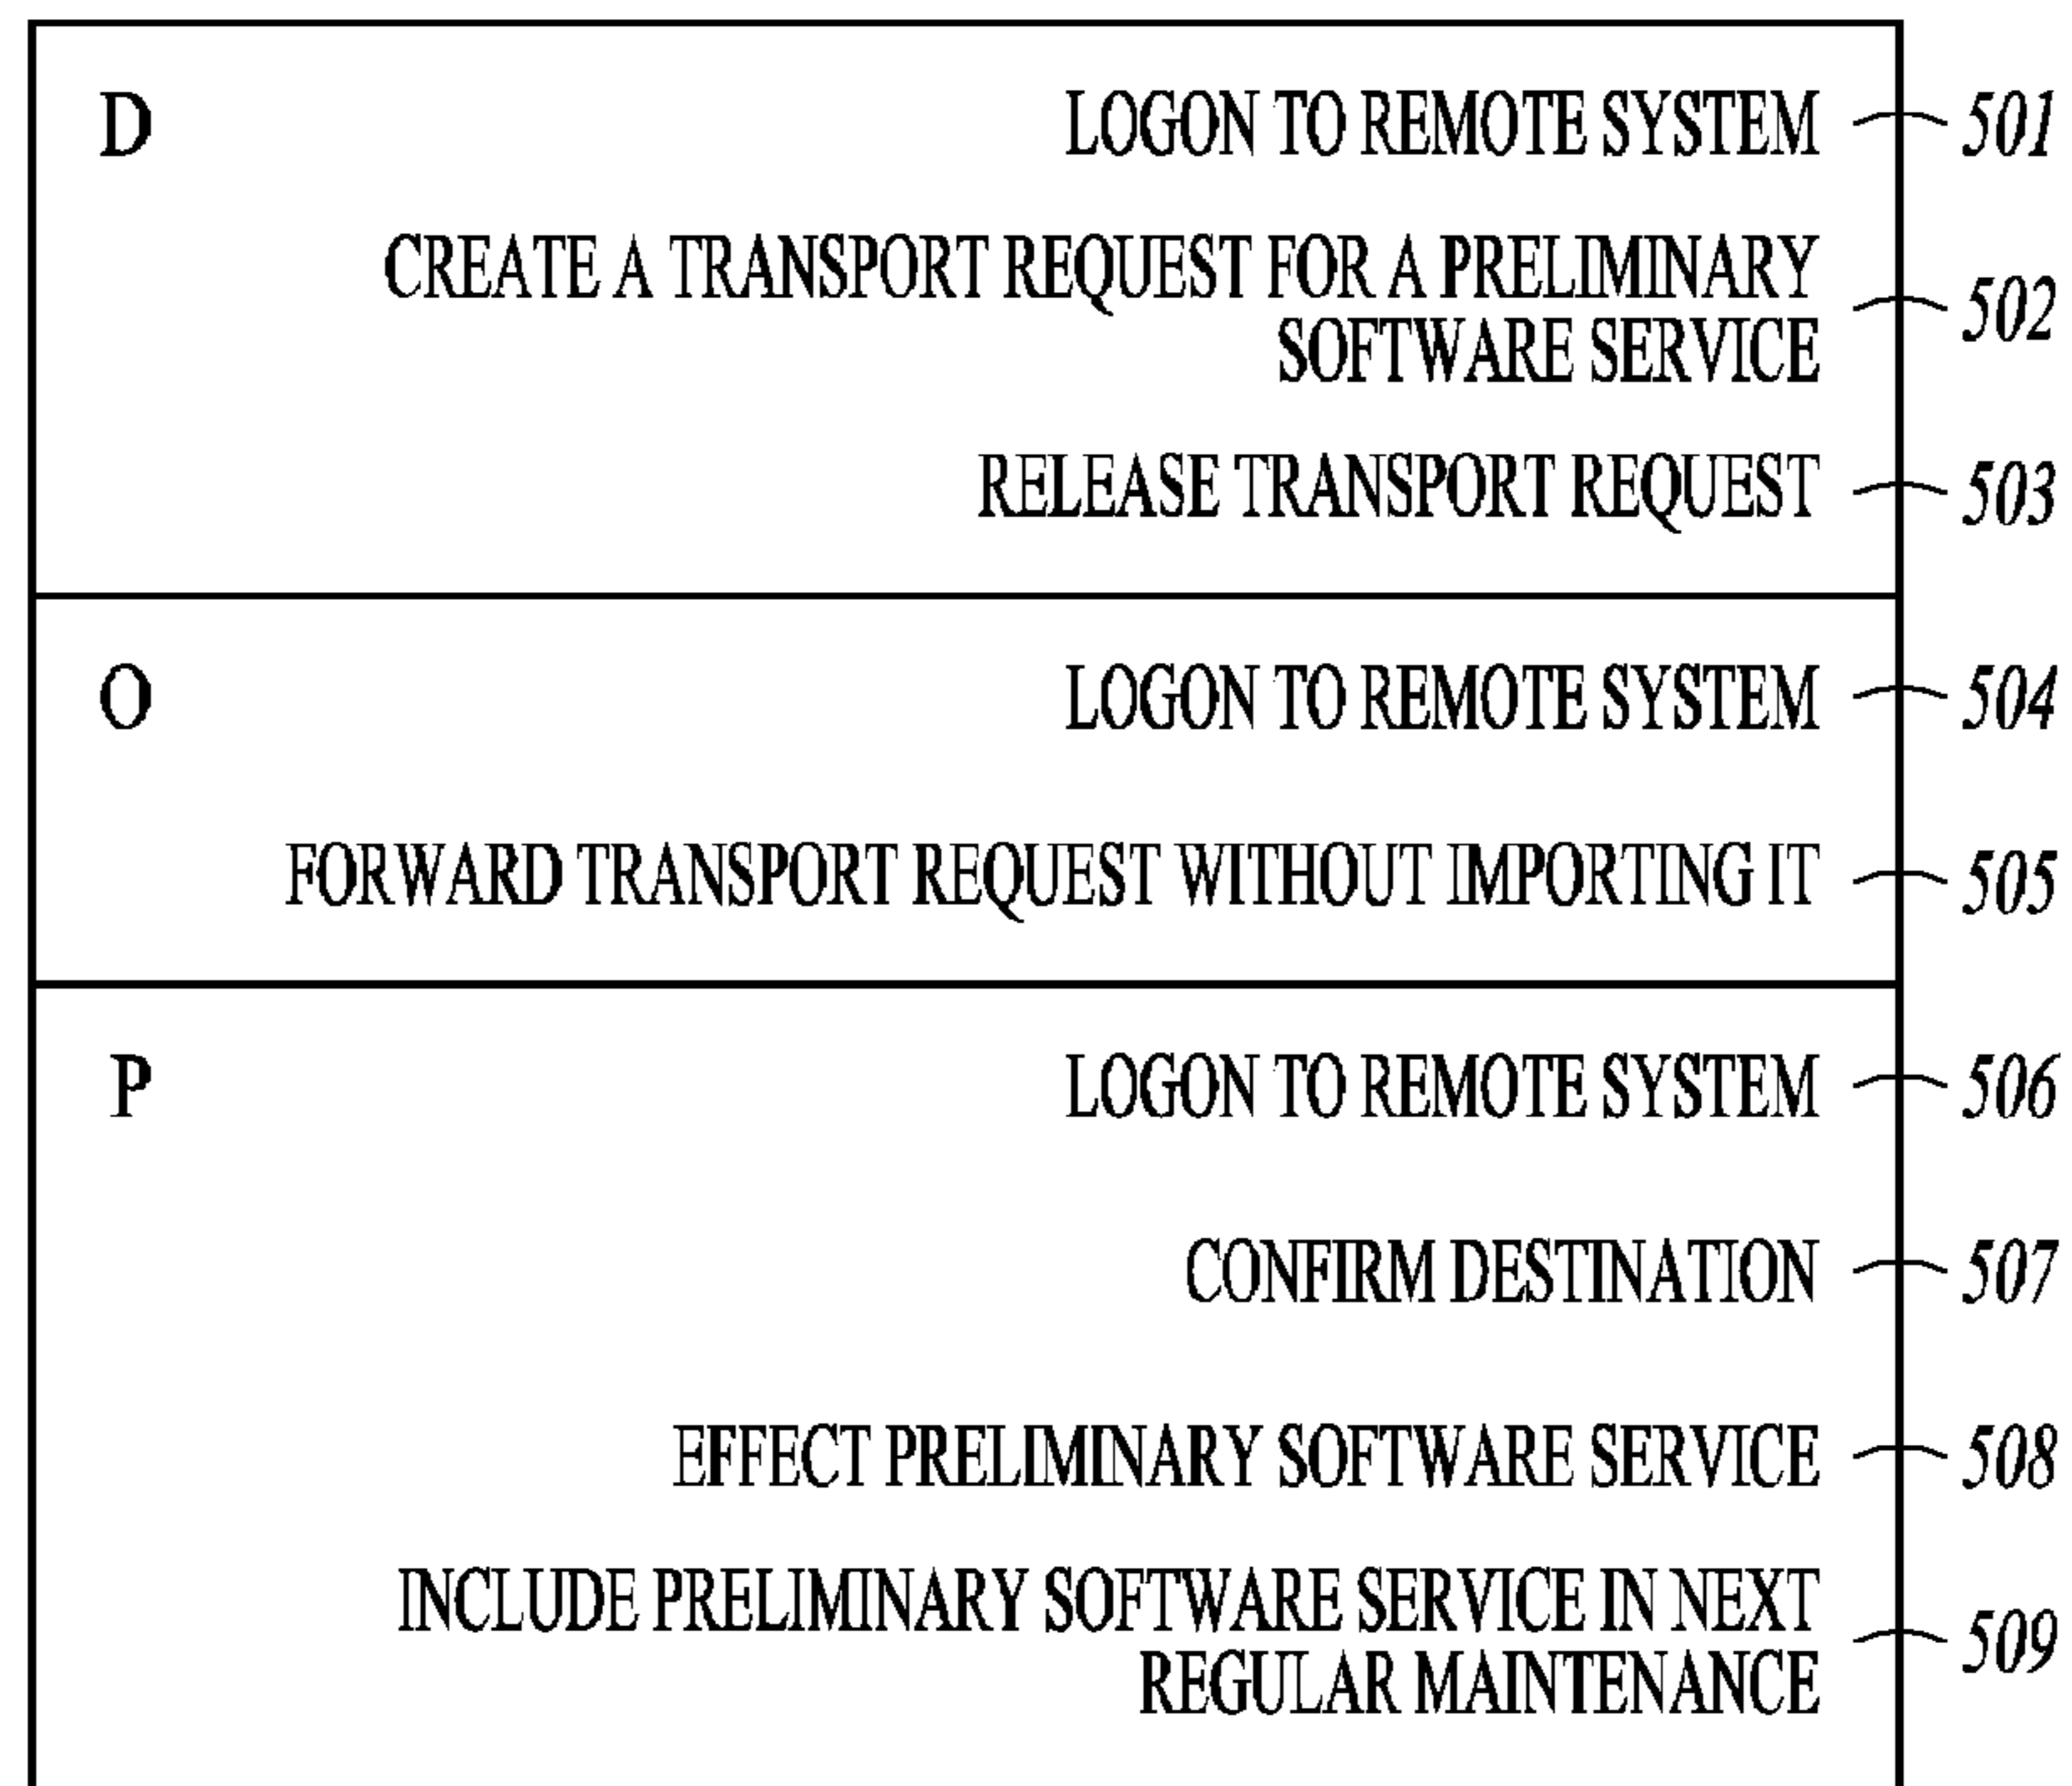 D LOGON TO REMOTE SYSTEM 501
CREATE A TRANSPORT REQUEST FOR A PRELIMINARY
SOFTWARE SERVICE 502
RELEASE TRANSPORT REQUEST 503
O LOGON TO REMOTE SYSTEM 504
FORWARD TRANSPORT REQUEST WITHOUT IMPORTING IT 505
P LOGON TO REMOTE SYSTEM 506
CONFIRM DESTINATION 507
EFFECT PRELIMINARY SOFTWARE SERVICE 508
INCLUDE PRELIMINARY SOFTWARE SERVICE IN NEXT
REGULAR MAINTENANCE 509